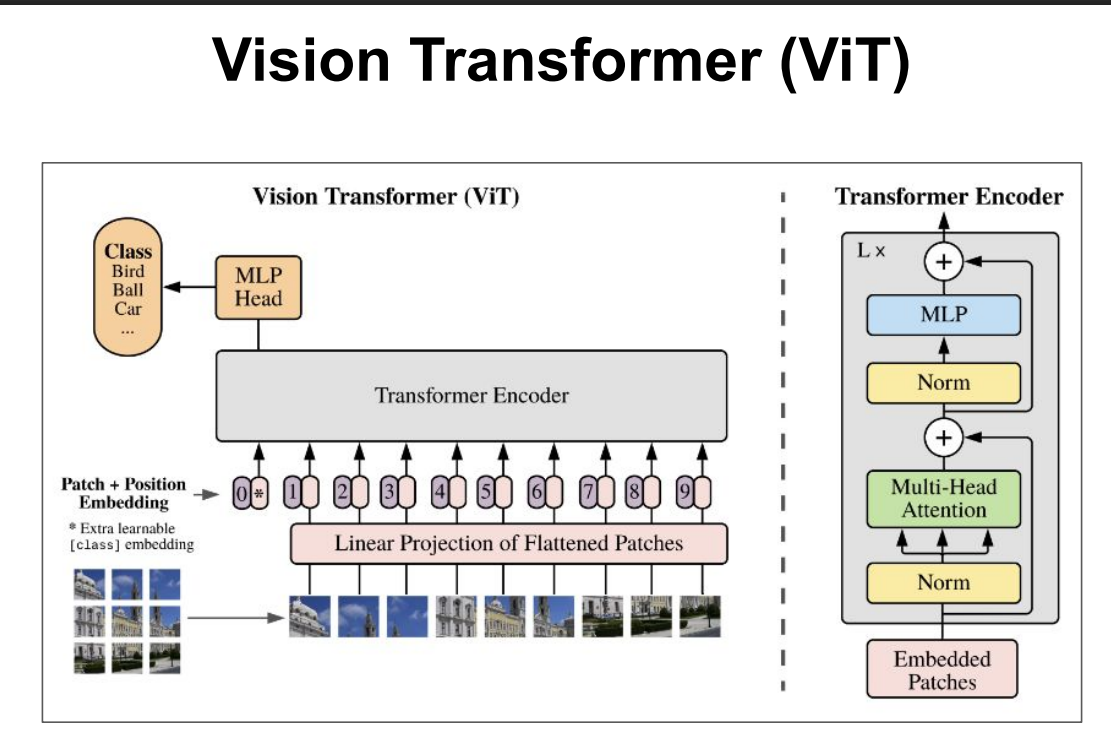 Vision Transformer (ViT)
Vision Transformer (ViT)
Class
Bird
Ball
Car
...
MLP
Head
Transformer Encoder
Patch + Position
Embedding
* Extra learnable
[class] embedding
0 * 1 2 3 4 5 6 7 8 9
Linear Projection of Flattened Patches
Transformer Encoder
L x
+
MLP
Norm
+
Multi-Head
Attention
Norm
Embedded
Patches